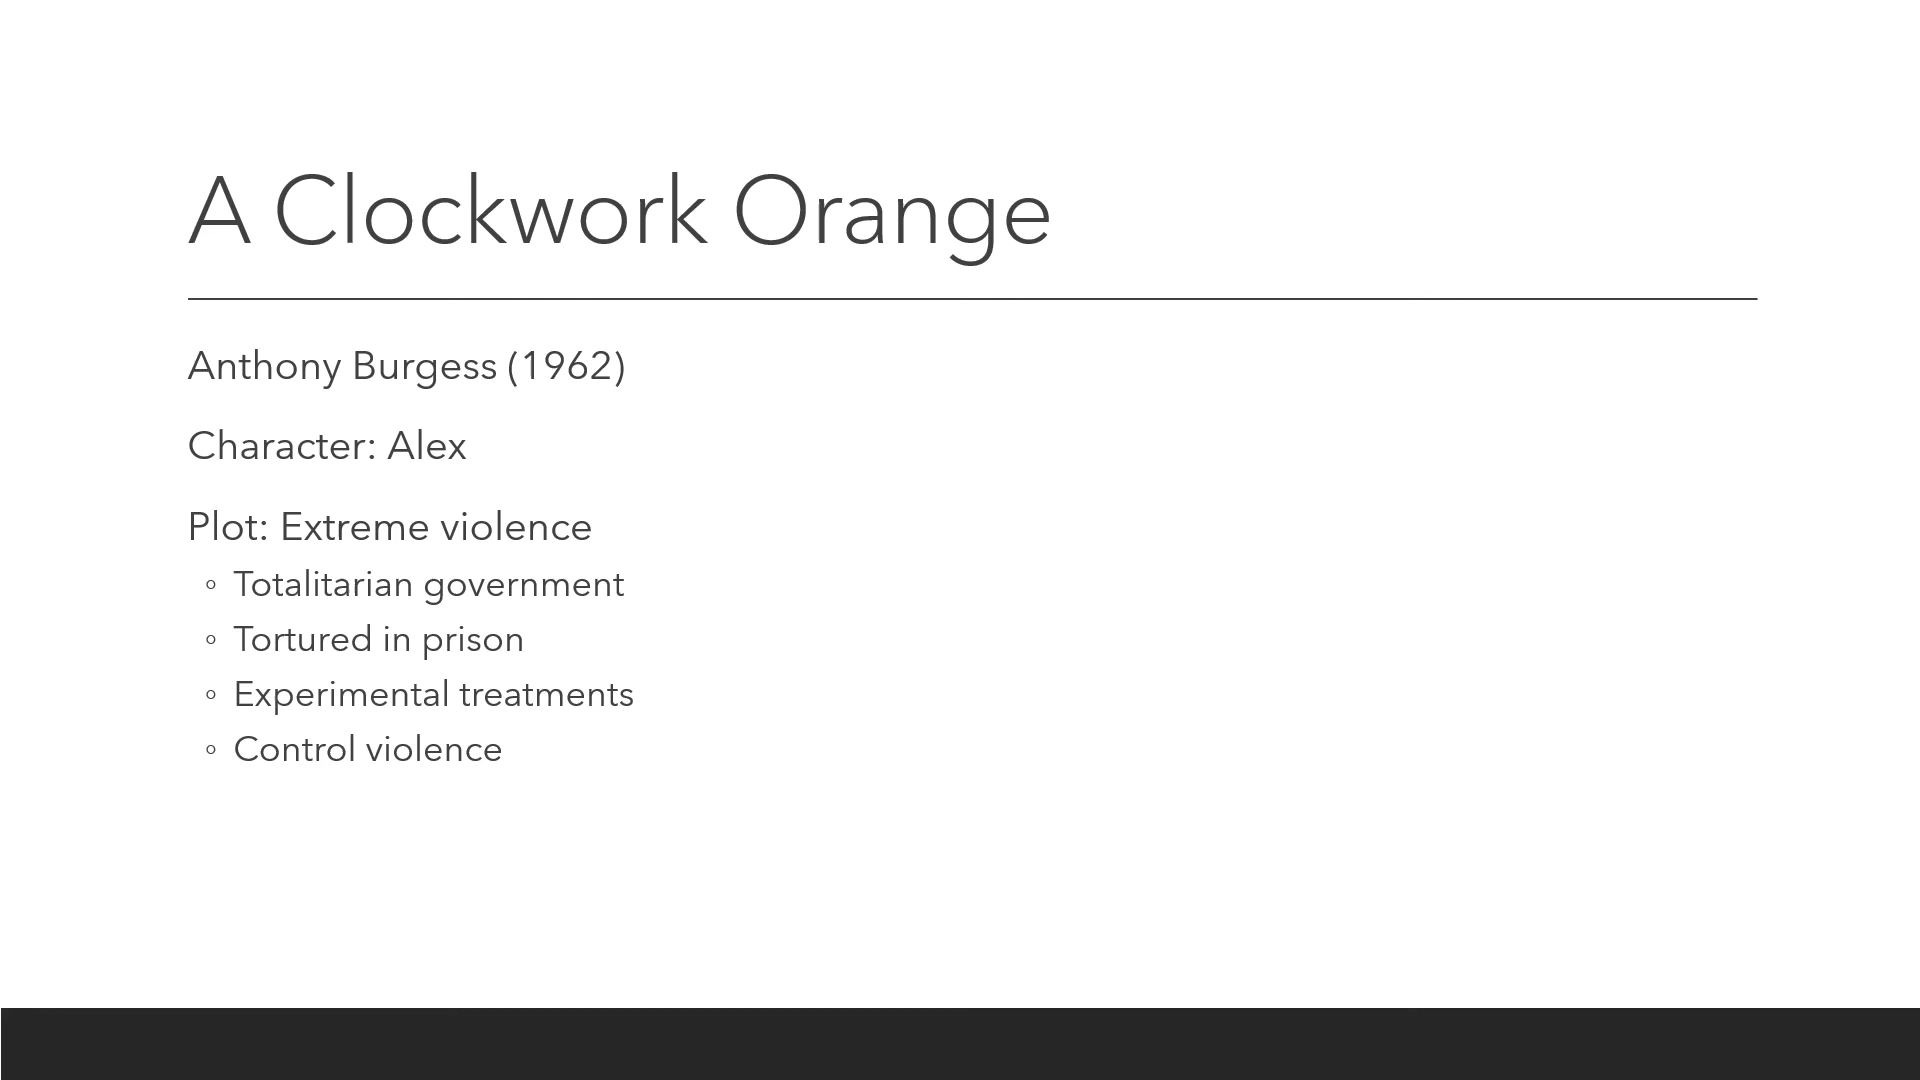 A Clockwork Orange
Anthony Burgess (1962)
Character: Alex
Plot: Extreme violence
◦ Totalitarian government
◦ Tortured in prison
◦ Experimental treatments
◦ Control violence